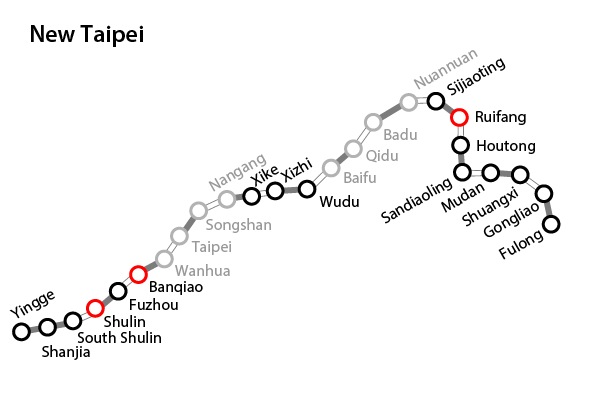 New Taipei
Nuannuan
Sijiaoting
Ruifang
Badu
Houtong
Qidu
Nangang
Xike
Xizhi
Baifu
Sandiaoling
Mudan
Shuangxi
Gongliao
Fulong
Wudu
Songshan
Taipei
Wanhua
Banqiao
Fuzhou
Yingge
Shulin
South Shulin
Shanjia